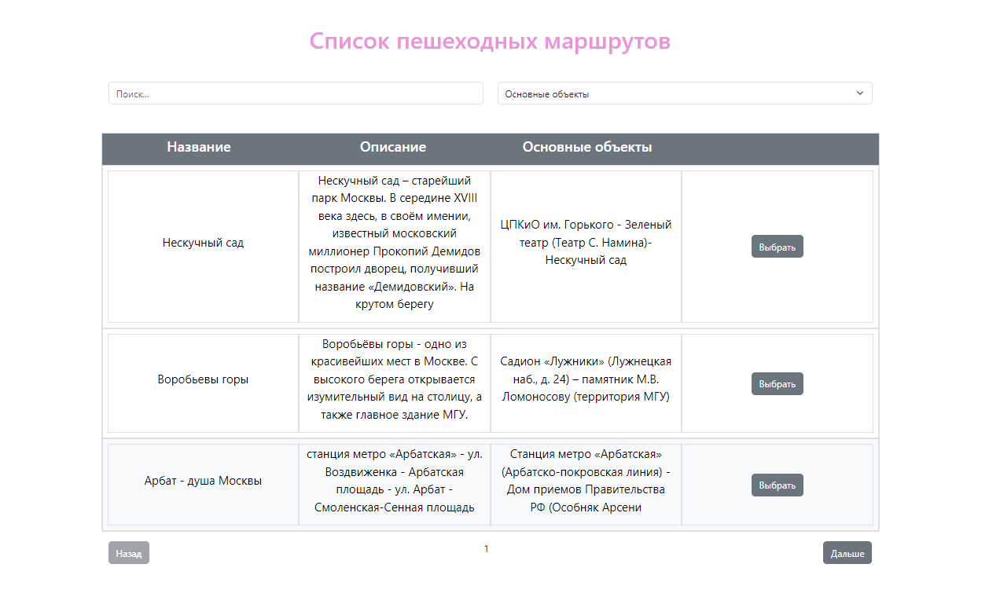 Список пешеходных маршрутов
Поиск...
Основные объекты
Название
Описание
Основные объекты
Нескучный сад
Нескучный сад – старейший
парк Москвы. В середине XVIII
века здесь, в своём имении,
известный московский
миллионер Прокопий Демидов
построил дворец, получивший
название «Демидовский». На
крутом берегу
ЦПКиО им. Горького - Зеленый
театр (Театр С. Намина)-
Нескучный сад
Выбрать
Воробьевы горы
Воробьёвы горы - одно из
красивейших мест в Москве. С
высокого берега открывается
изумительный вид на столицу, а
также главное здание МГУ.
Садион «Лужники» (Лужнецкая
наб., д. 24) – памятник М.В.
Ломоносову (территория МГУ)
Выбрать
Арбат - душа Москвы
станция метро «Арбатская» - ул.
Воздвиженка - Арбатская
площадь - ул. Арбат -
Смоленская-Сенная площадь
Станция метро «Арбатская»
(Арбатско-покровская линия) -
Дом приемов Правительства
РФ (Особняк Арсени
Выбрать
Назад
1
Дальше